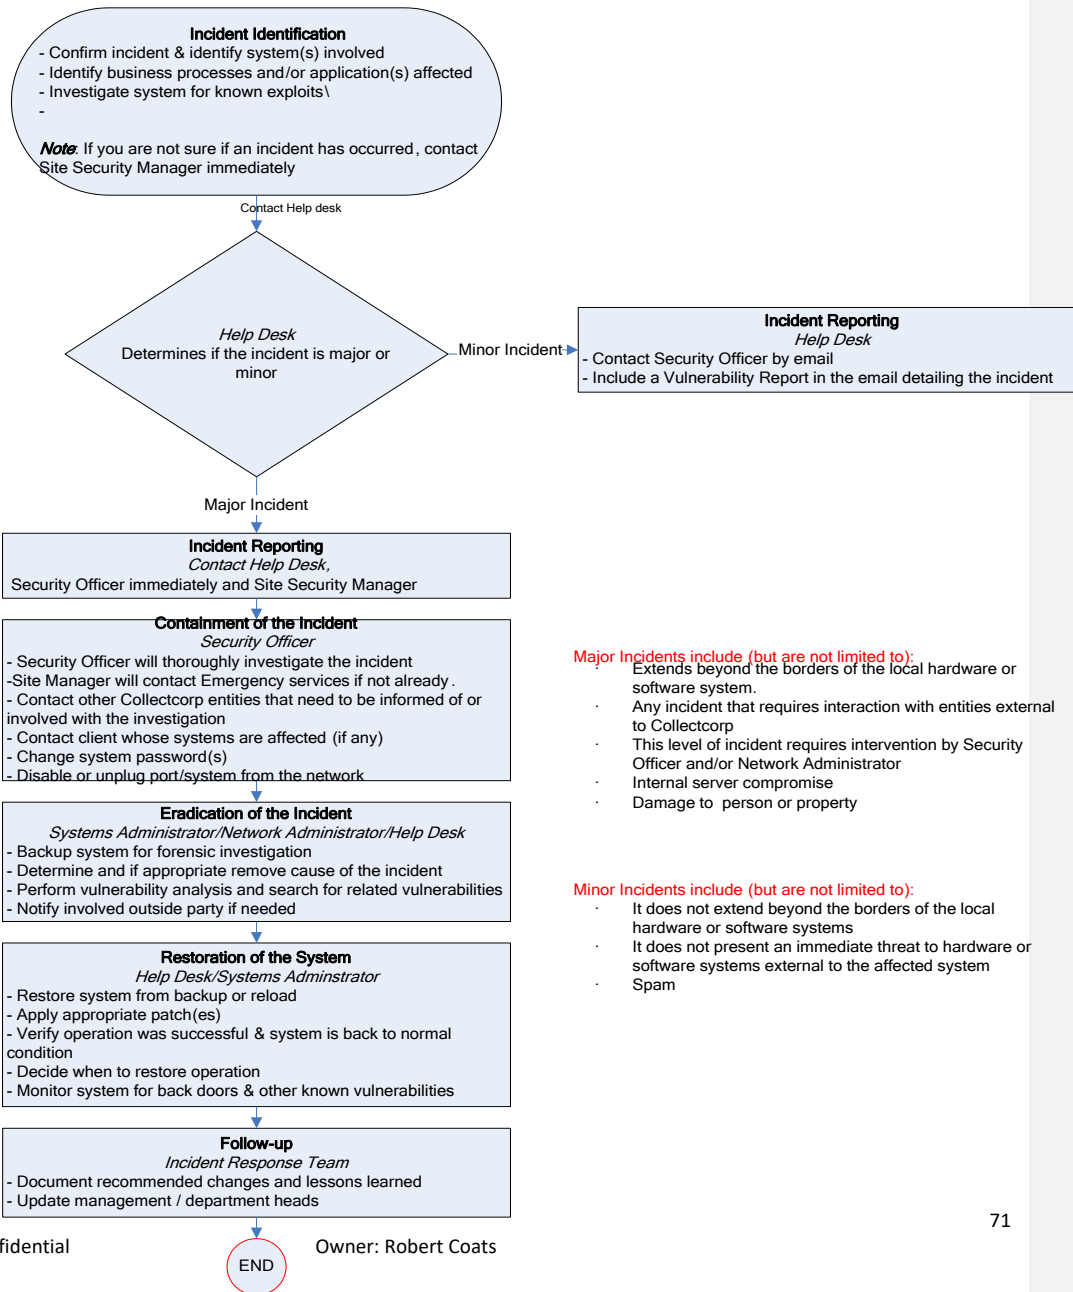 Incident Identification
- Confirm incident & identify system(s) involved
- Identify business processes and/or application(s) affected
- Investigate system for known exploits\
-
Note: If you are not sure if an incident has occurred, contact
Site Security Manager immediately
Contact Help desk
Help Desk
Determines if the incident is major or
minor
Minor Incident
Incident Reporting
Help Desk
- Contact Security Officer by email
- Include a Vulnerability Report in the email detailing the incident
Major Incident
Incident Reporting
Contact Help Desk,
Security Officer immediately and Site Security Manager
Containment of the Incident
Security Officer
- Security Officer will thoroughly investigate the incident
-Site Manager will contact Emergency services if not already.
- Contact other Collectcorp entities that need to be informed of or
involved with the investigation
- Contact client whose systems are affected (if any)
- Change system password(s)
- Disable or unplug port/system from the network
Major Incidents include (but are not limited to):
· Extends beyond the borders of the local hardware or
software system.
· Any incident that requires interaction with entities external
to Collectcorp
· This level of incident requires intervention by Security
Officer and/or Network Administrator
· Internal server compromise
· Damage to person or property
Eradication of the Incident
Systems Administrator/Network Administrator/Help Desk
- Backup system for forensic investigation
- Determine and if appropriate remove cause of the incident
- Perform vulnerability analysis and search for related vulnerabilities
- Notify involved outside party if needed
Minor Incidents include (but are not limited to):
· It does not extend beyond the borders of the local
hardware or software systems
· It does not present an immediate threat to hardware or
software systems external to the affected system
· Spam
Restoration of the System
Help Desk/Systems Adminstrator
- Restore system from backup or reload
- Apply appropriate patch(es)
- Verify operation was successful & system is back to normal
condition
- Decide when to restore operation
- Monitor system for back doors & other known vulnerabilities
Follow-up
Incident Response Team
- Document recommended changes and lessons learned
- Update management / department heads
71
fidential
Owner: Robert Coats
END